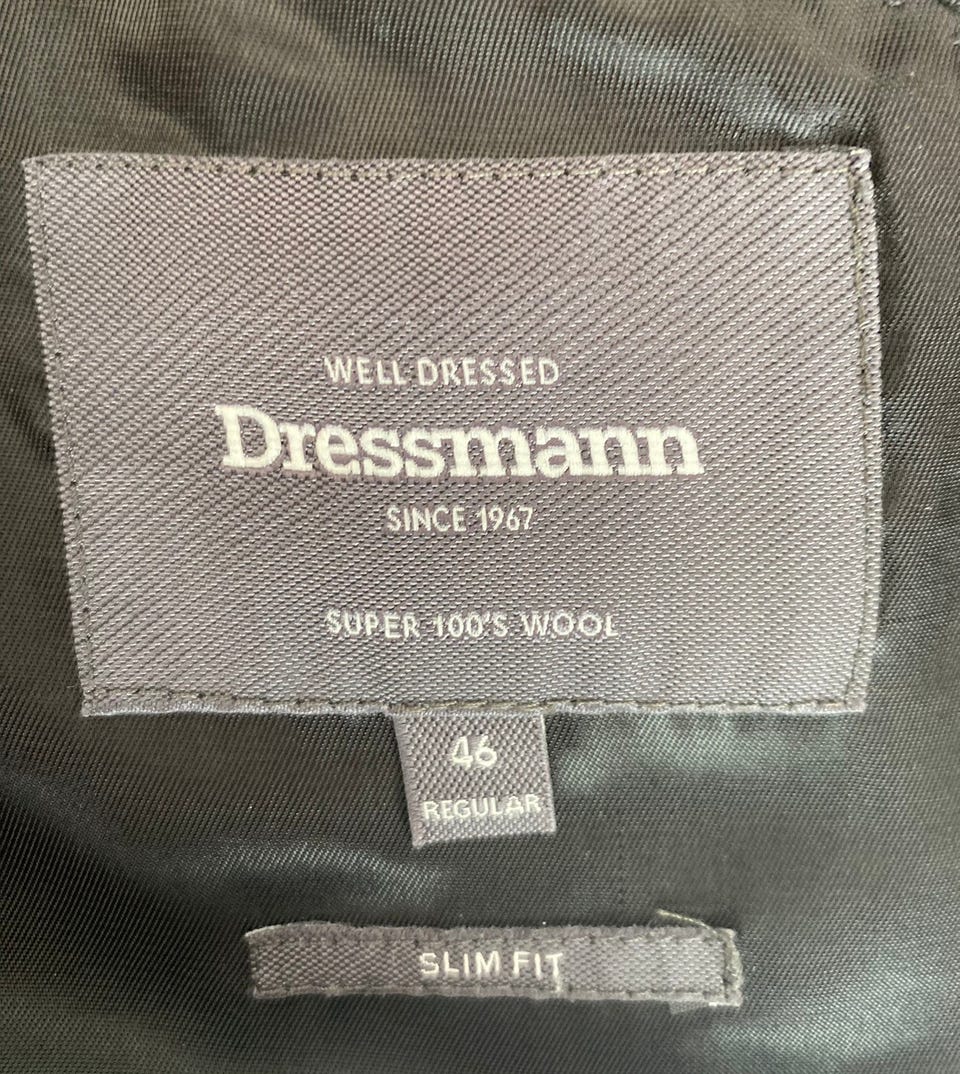 WELL DRESSED
Dressmann
SINCE 1967
SUPER 100'S WOOL
46
REGULAR
SLIM FIT